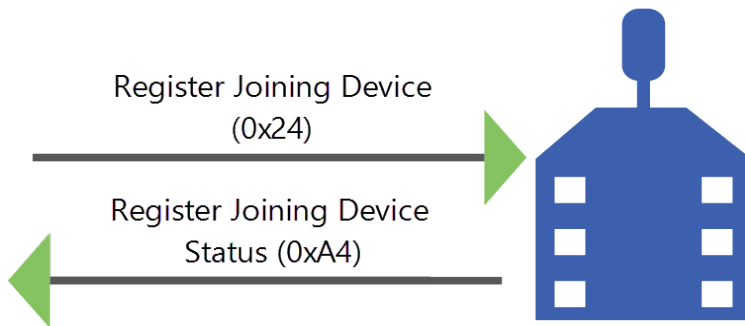 Register Joining Device
(0x24)
Register Joining Device
Status (0xA4)